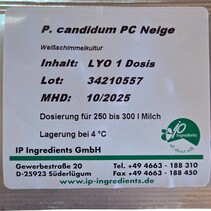 P. candidum PC Neige
Weißschimmelkultur
Inhalt: LYO 1 Dosis
Lot: 34210557
MHD: 10/2025
Dosierung für 250 bis 300 l Milch
Lagerung bei 4 °C
ip
ingredients
IP Ingredients GmbH
Gewerbestraße 20
D-25923 Süderlügum
Tel. +49 4663 - 188 310
Fax +49 4663 - 188 450
www.ip-ingredients.de